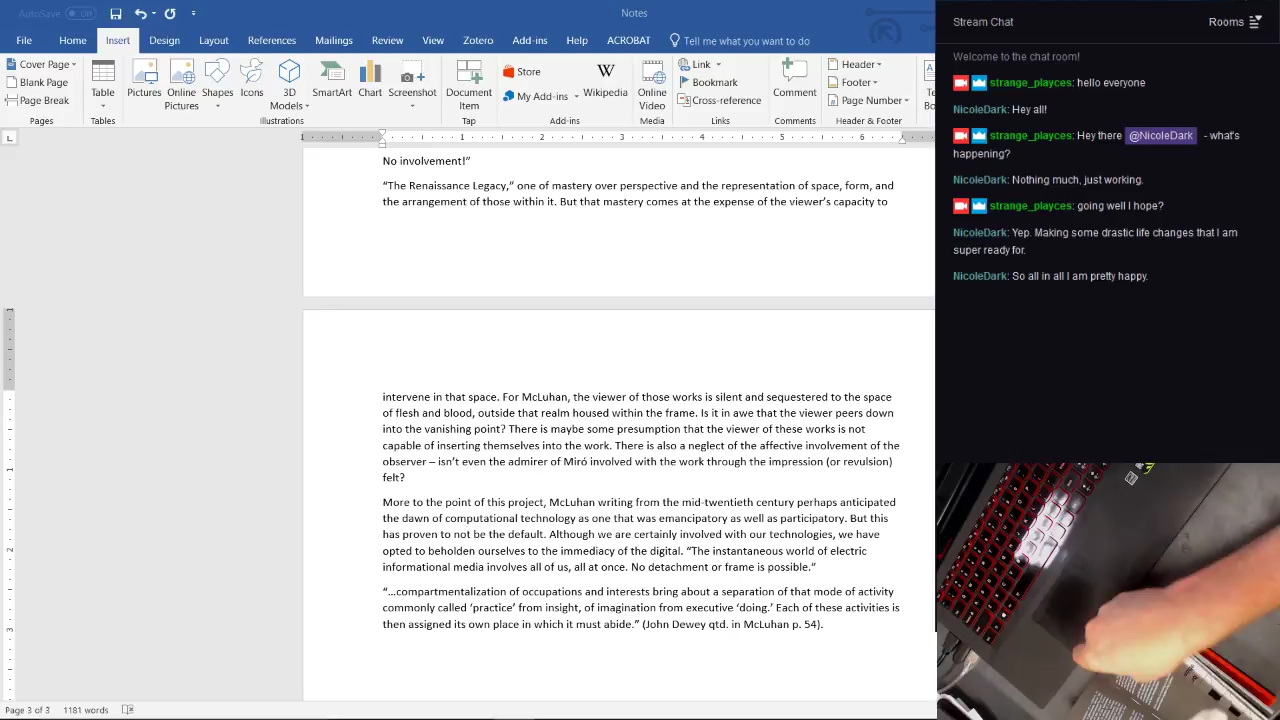 AutoSave Off
Notes
File Home Insert Design Layout References Mailings Review View Zotero Add-ins Help ACROBAT Tell me what you want to do
Cover Page
Blank Page
Page Break
Pages
Table
Tables
Pictures Online Pictures Shapes Icons 3D Models SmartArt Chart Screenshot
Illustrations
Document Item
Tap
Store
My Add-ins
Wikipedia
Add-ins
Online Video
Media
Link
Bookmark
Cross-reference
Links
Comment
Comments
Header
Footer
Page Number
Header & Footer
No involvement!”
“The Renaissance Legacy,” one of mastery over perspective and the representation of space, form, and
the arrangement of those within it. But that mastery comes at the expense of the viewer’s capacity to
intervene in that space. For McLuhan, the viewer of those works is silent and sequestered to the space
of flesh and blood, outside that realm housed within the frame. Is it in awe that the viewer peers down
into the vanishing point? There is maybe some presumption that the viewer of these works is not
capable of inserting themselves into the work. There is also a neglect of the affective involvement of the
observer – isn’t even the admirer of Miró involved with the work through the impression (or revulsion)
felt?
More to the point of this project, McLuhan writing from the mid-twentieth century perhaps anticipated
the dawn of computational technology as one that was emancipatory as well as participatory. But this
has proven to not be the default. Although we are certainly involved with our technologies, we have
opted to beholden ourselves to the immediacy of the digital. “The instantaneous world of electric
informational media involves all of us, all at once. No detachment or frame is possible.”
“…compartmentalization of occupations and interests bring about a separation of that mode of activity
commonly called ‘practice’ from insight, of imagination from executive ‘doing.’ Each of these activities is
then assigned its own place in which it must abide.” (John Dewey qtd. in McLuhan p. 54).
Page 3 of 3 1181 words
Stream Chat Rooms
Welcome to the chat room!
strange_playces: hello everyone
NicoleDark: Hey all!
strange_playces: Hey there @NicoleDark - what's
happening?
NicoleDark: Nothing much, just working.
strange_playces: going well I hope?
NicoleDark: Yep. Making some drastic life changes that I am
super ready for.
NicoleDark: So all in all I am pretty happy.